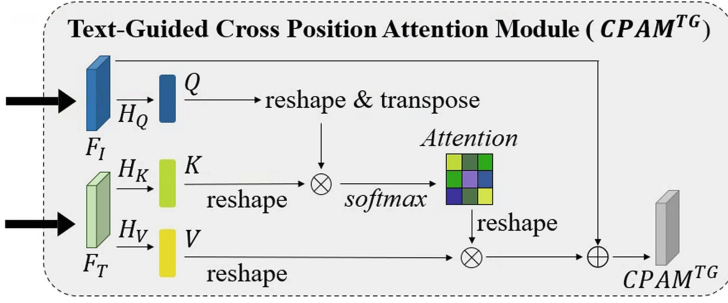 Text-Guided Cross Position Attention Module ( CPAM^{TG})
H_Q
Q
reshape & transpose
F_I
Attention
H_K
K
reshape
softmax
reshape
H_V
V
F_T
reshape
CPAM^{TG}